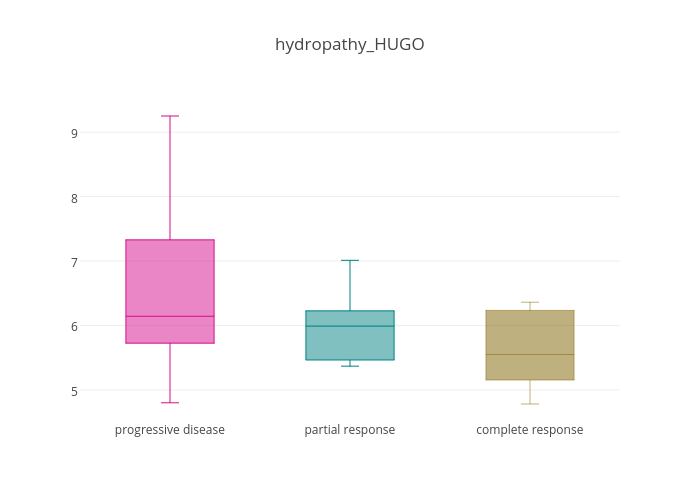 hydropathy_HUGO
9
8
7
6
5
progressive disease
partial response
complete response